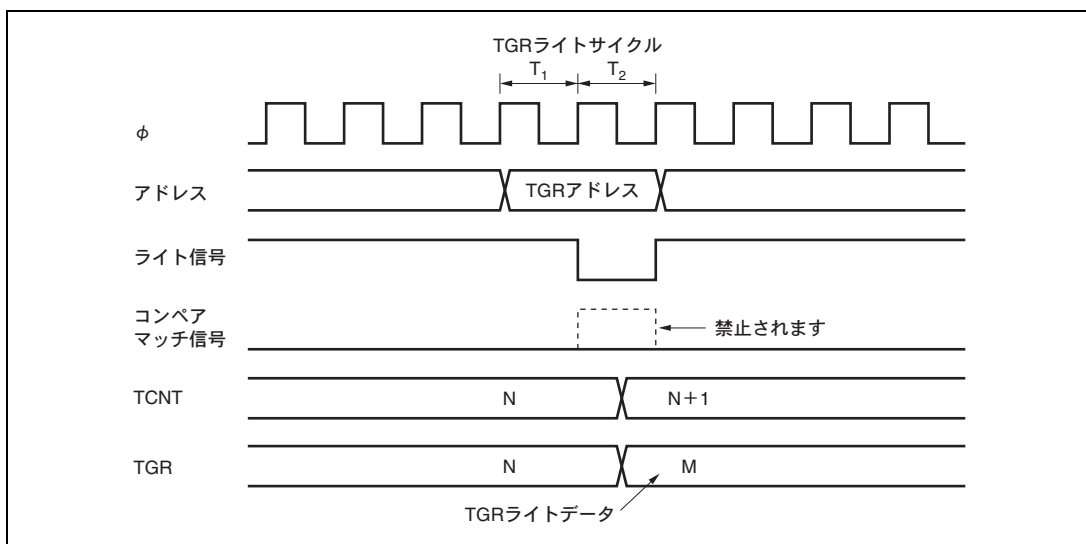 TGRライトサイクル
T1 T2
φ
アドレス TGRアドレス
ライト信号
コンペア
マッチ信号 禁止されます
TCNT N N+1
TGR N M
TGRライトデータ